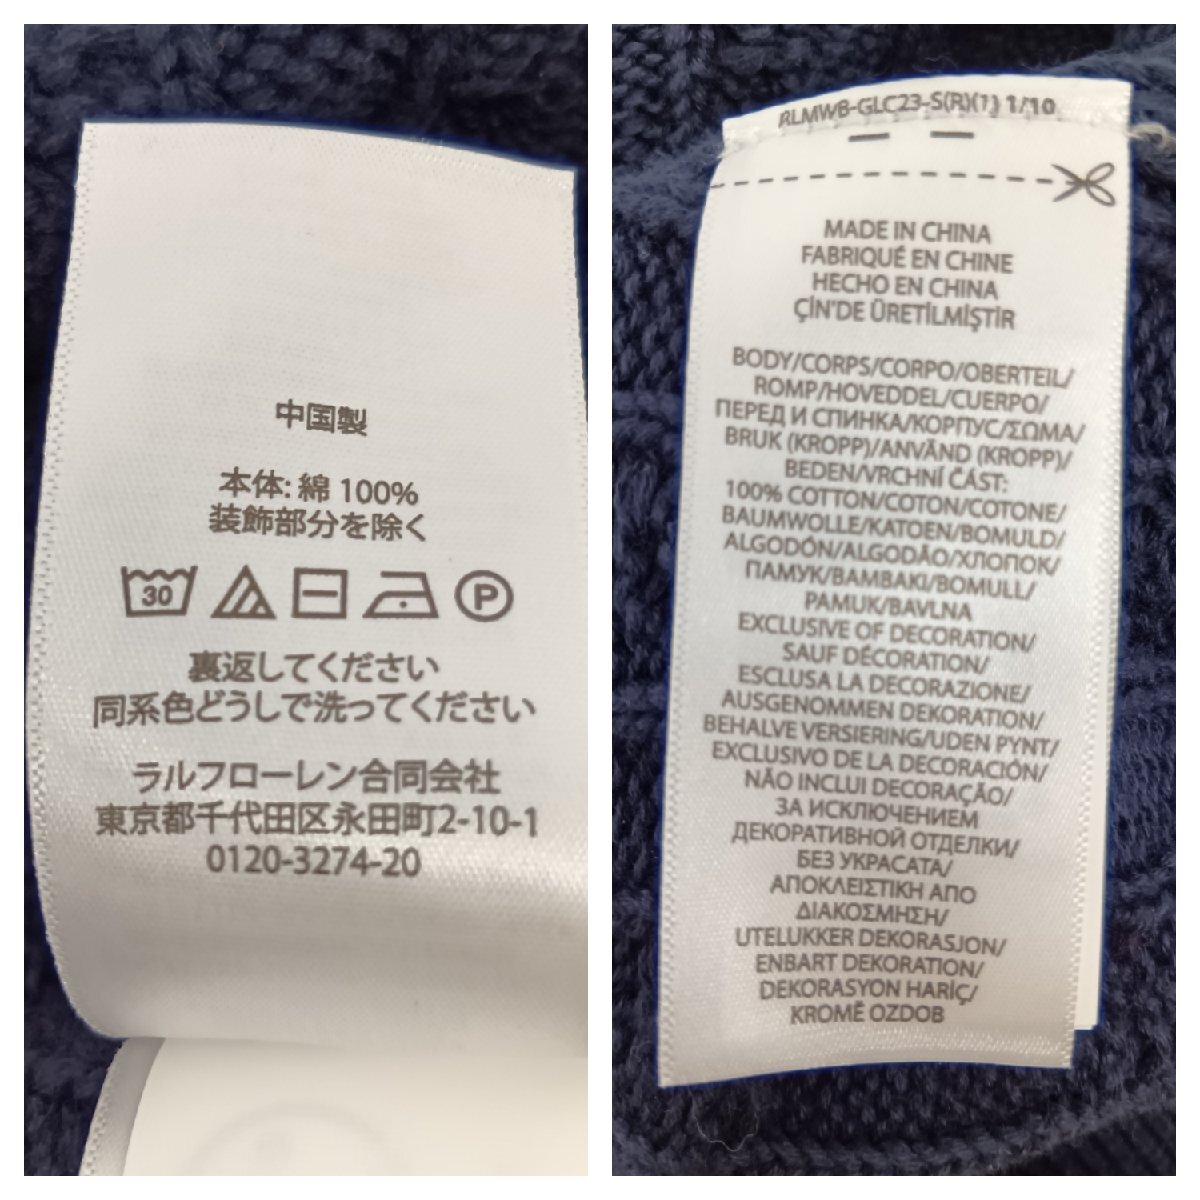 中国製
本体: 綿 100%
装飾部分を除く
30 P
裏返してください
同系色どうしで洗ってください
ラルフローレン合同会社
東京都千代田区永田町2-10-1
0120-3274-20
RLMWB-GLC23-S(R)(1) 1/10
MADE IN CHINA
FABRIQUÉ EN CHINE
HECHO EN CHINA
ÇİN'DE ÜRETİLMİŞTİR
BODY/CORPS/CORPO/OBERTEIL/
ROMP/HOVEDDEL/CUERPO/
ПЕРЕД И СПИНКА/КОРПУС/ΣΩΜΑ/
BRUK (KROPP)/ANVÄND (KROPP)/
BEDEN/VRCHNÍ ČÁST:
100% COTTON/COTON/COTONE/
BAUMWOLLE/KATOEN/BOMULD/
ALGODÓN/ALGODÃO/ХЛОПОК/
ПАМУК/ΒΑΜΒΑΚΙ/BOMULL/
PAMUK/BAVLNA
EXCLUSIVE OF DECORATION/
SAUF DÉCORATION/
ESCLUSA LA DECORAZIONE/
AUSGENOMMEN DEKORATION/
BEHALVE VERSIERING/UDEN PYNT/
EXCLUSIVO DE LA DECORACIÓN/
NÃO INCLUI DECORAÇÃO/
ЗА ИСКЛЮЧЕНИЕМ
ДЕКОРАТИВНОЙ ОТДЕЛКИ/
БЕЗ УКРАСАТА/
ΑΠΟΚΛΕΙΣΤΙΚΗ ΑΠΟ
ΔΙΑΚΟΣΜΗΣΗ/
UTELUKKER DEKORASJON/
ENBART DEKORATION/
DEKORASYON HARİÇ/
KROMĚ OZDOB